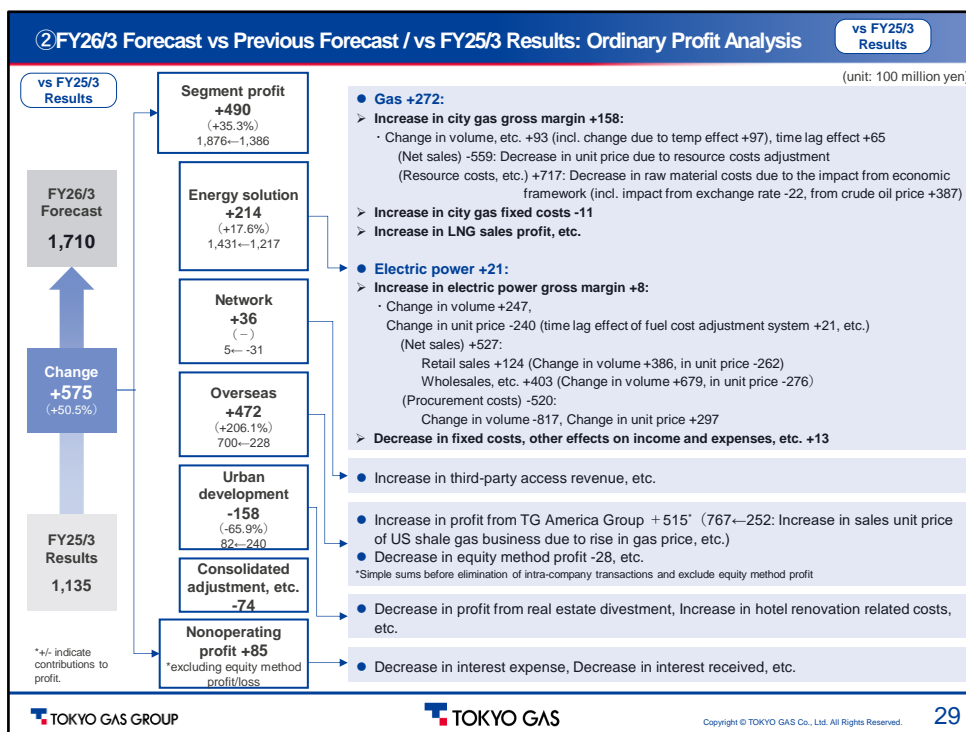 ②FY26/3 Forecast vs Previous Forecast / vs FY25/3 Results: Ordinary Profit Analysis
vs FY25/3
Results
(unit: 100 million yen)
vs FY25/3
Results
FY26/3
Forecast
1,710
Change
+575
(+50.5%)
FY25/3
Results
1,135
*+/- indicate
contributions to
profit.
Segment profit
+490
(+35.3%)
1,876←1,386
Energy solution
+214
(+17.6%)
1,431←1,217
Network
+36
(−)
5← -31
Overseas
+472
(+206.1%)
700←228
Urban
development
-158
(-65.9%)
82←240
Consolidated
adjustment, etc.
-74
Nonoperating
profit +85
*excluding equity method
profit/loss
● Gas +272:
➢ Increase in city gas gross margin +158:
・Change in volume, etc. +93 (incl. change due to temp effect +97), time lag effect +65
(Net sales) -559: Decrease in unit price due to resource costs adjustment
(Resource costs, etc.) +717: Decrease in raw material costs due to the impact from economic
framework (incl. impact from exchange rate -22, from crude oil price +387)
➢ Increase in city gas fixed costs -11
➢ Increase in LNG sales profit, etc.
● Electric power +21:
➢ Increase in electric power gross margin +8:
・Change in volume +247,
Change in unit price -240 (time lag effect of fuel cost adjustment system +21, etc.)
(Net sales) +527:
Retail sales +124 (Change in volume +386, in unit price -262)
Wholesales, etc. +403 (Change in volume +679, in unit price -276)
(Procurement costs) -520:
Change in volume -817, Change in unit price +297
➢ Decrease in fixed costs, other effects on income and expenses, etc. +13
● Increase in third-party access revenue, etc.
● Increase in profit from TG America Group +515* (767←252: Increase in sales unit price
of US shale gas business due to rise in gas price, etc.)
● Decrease in equity method profit -28, etc.
*Simple sums before elimination of intra-company transactions and exclude equity method profit
● Decrease in profit from real estate divestment, Increase in hotel renovation related costs,
etc.
● Decrease in interest expense, Decrease in interest received, etc.
TOKYO GAS GROUP
TOKYO GAS
Copyright © TOKYO GAS Co., Ltd. All Rights Reserved.
29